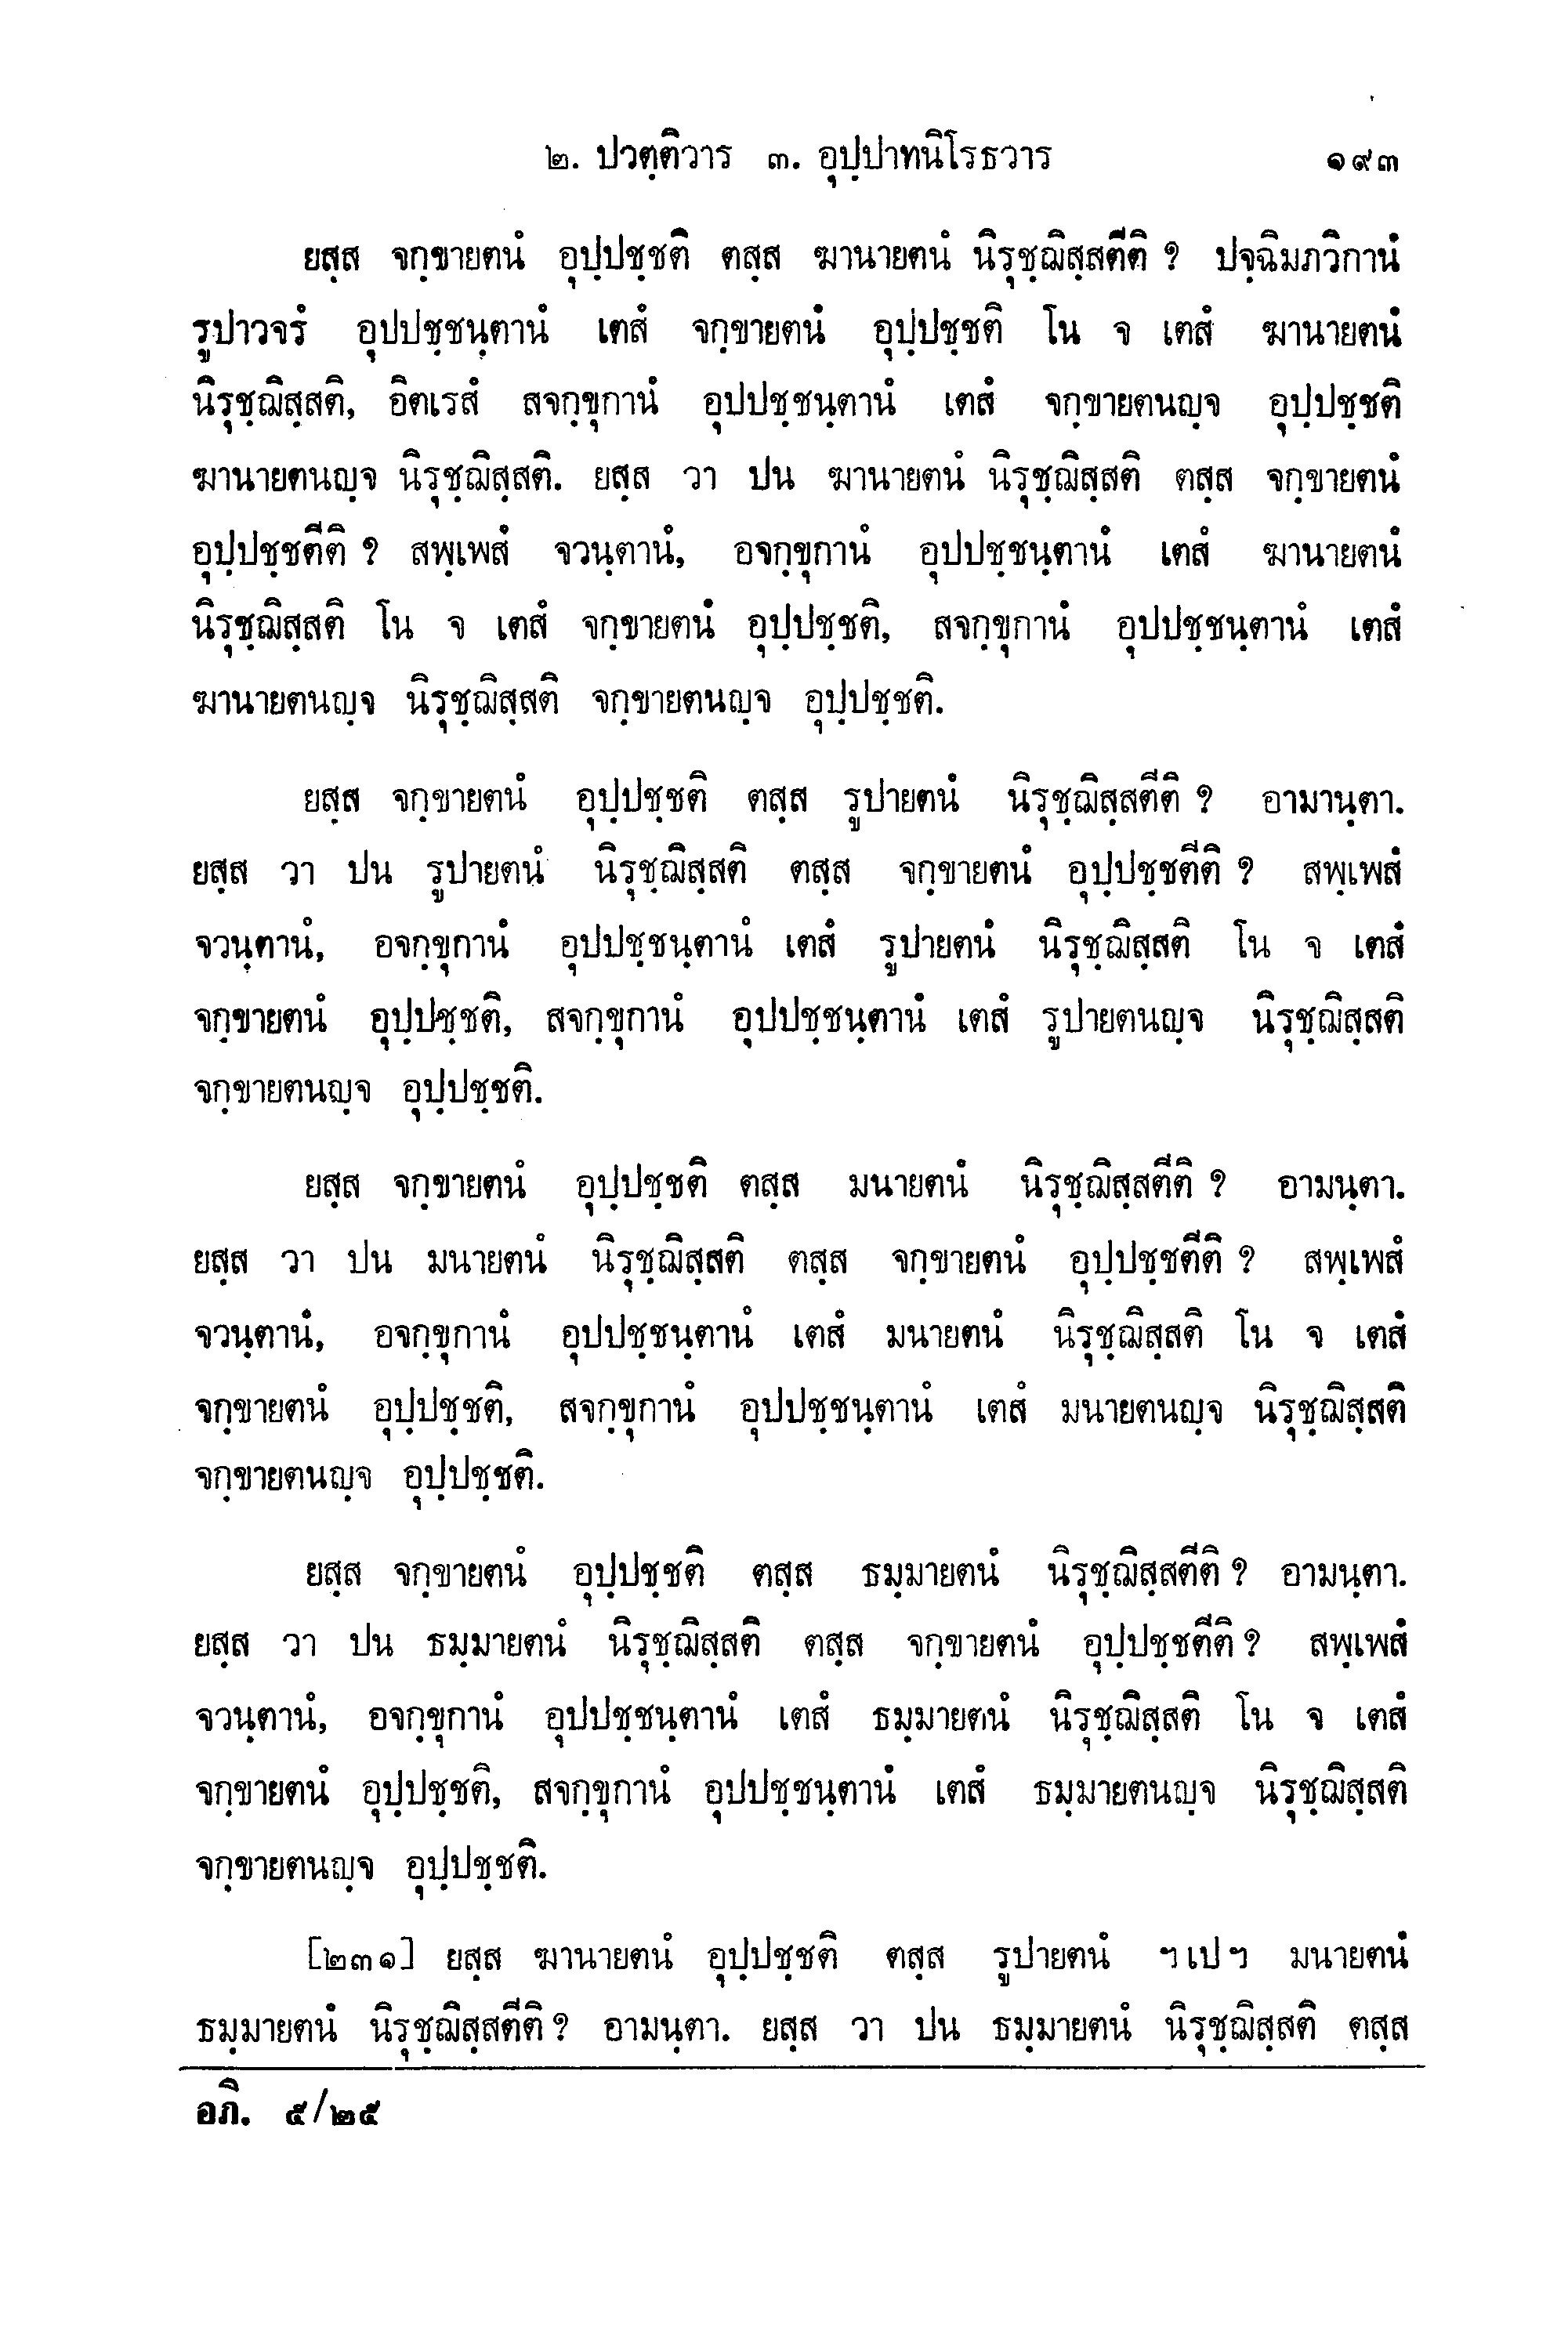 ๒. ปวตฺติวาร ๓. อุปฺปาทนิโรธวาร ๑๙๓
ยสฺส จกฺขายตนํ อุปฺปชฺชติ ตสฺส ฆานายตนํ นิรุชฺฌิสฺสตีติ ? ปจฺฉิมภวิกานํ
รูปาวจรํ อุปปชฺชนฺตานํ เตสํ จกฺขายตนํ อุปฺปชฺชติ โน จ เตสํ ฆานายตนํ
นิรุชฺฌิสฺสติ, อิตเรสํ สจกฺขุกานํ อุปปชฺชนฺตานํ เตสํ จกฺขายตนญฺจ อุปฺปชฺชติ
ฆานายตนญฺจ นิรุชฺฌิสฺสติ. ยสฺส วา ปน ฆานายตนํ นิรุชฺฌิสฺสติ ตสฺส จกฺขายตนํ
อุปฺปชฺชตีติ ? สพฺเพสํ จวนฺตานํ, อจกฺขุกานํ อุปปชฺชนฺตานํ เตสํ ฆานายตนํ
นิรุชฺฌิสฺสติ โน จ เตสํ จกฺขายตนํ อุปฺปชฺชติ, สจกฺขุกานํ อุปปชฺชนฺตานํ เตสํ
ฆานายตนญฺจ นิรุชฺฌิสฺสติ จกฺขายตนญฺจ อุปฺปชฺชติ.
ยสฺส จกฺขายตนํ อุปฺปชฺชติ ตสฺส รูปายตนํ นิรุชฺฌิสฺสตีติ ? อามานฺตา.
ยสฺส วา ปน รูปายตนํ นิรุชฺฌิสฺสติ ตสฺส จกฺขายตนํ อุปฺปชฺชตีติ ? สพฺเพสํ
จวนฺตานํ, อจกฺขุกานํ อุปปชฺชนฺตานํ เตสํ รูปายตนํ นิรุชฺฌิสฺสติ โน จ เตสํ
จกฺขายตนํ อุปฺปชฺชติ, สจกฺขุกานํ อุปปชฺชนฺตานํ เตสํ รูปายตนญฺจ นิรุชฺฌิสฺสติ
จกฺขายตนญฺจ อุปฺปชฺชติ.
ยสฺส จกฺขายตนํ อุปฺปชฺชติ ตสฺส มนายตนํ นิรุชฺฌิสฺสตีติ ? อามนฺตา.
ยสฺส วา ปน มนายตนํ นิรุชฺฌิสฺสติ ตสฺส จกฺขายตนํ อุปฺปชฺชตีติ ? สพฺเพสํ
จวนฺตานํ, อจกฺขุกานํ อุปปชฺชนฺตานํ เตสํ มนายตนํ นิรุชฺฌิสฺสติ โน จ เตสํ
จกฺขายตนํ อุปฺปชฺชติ, สจกฺขุกานํ อุปปชฺชนฺตานํ เตสํ มนายตนญฺจ นิรุชฺฌิสฺสติ
จกฺขายตนญฺจ อุปฺปชฺชติ.
ยสฺส จกฺขายตนํ อุปฺปชฺชติ ตสฺส ธมฺมายตนํ นิรุชฺฌิสฺสตีติ ? อามนฺตา.
ยสฺส วา ปน ธมฺมายตนํ นิรุชฺฌิสฺสติ ตสฺส จกฺขายตนํ อุปฺปชฺชตีติ ? สพฺเพสํ
จวนฺตานํ, อจกฺขุกานํ อุปปชฺชนฺตานํ เตสํ ธมฺมายตนํ นิรุชฺฌิสฺสติ โน จ เตสํ
จกฺขายตนํ อุปฺปชฺชติ, สจกฺขุกานํ อุปปชฺชนฺตานํ เตสํ ธมฺมายตนญฺจ นิรุชฺฌิสฺสติ
จกฺขายตนญฺจ อุปฺปชฺชติ.
[๒๓๑] ยสฺส ฆานายตนํ อุปฺปชฺชติ ตสฺส รูปายตนํ ฯ เป ฯ มนายตนํ
ธมฺมายตนํ นิรุชฺฌิสฺสตีติ ? อามนฺตา. ยสฺส วา ปน ธมฺมายตนํ นิรุชฺฌิสฺสติ ตสฺส
อภิ. ๕/๒๕